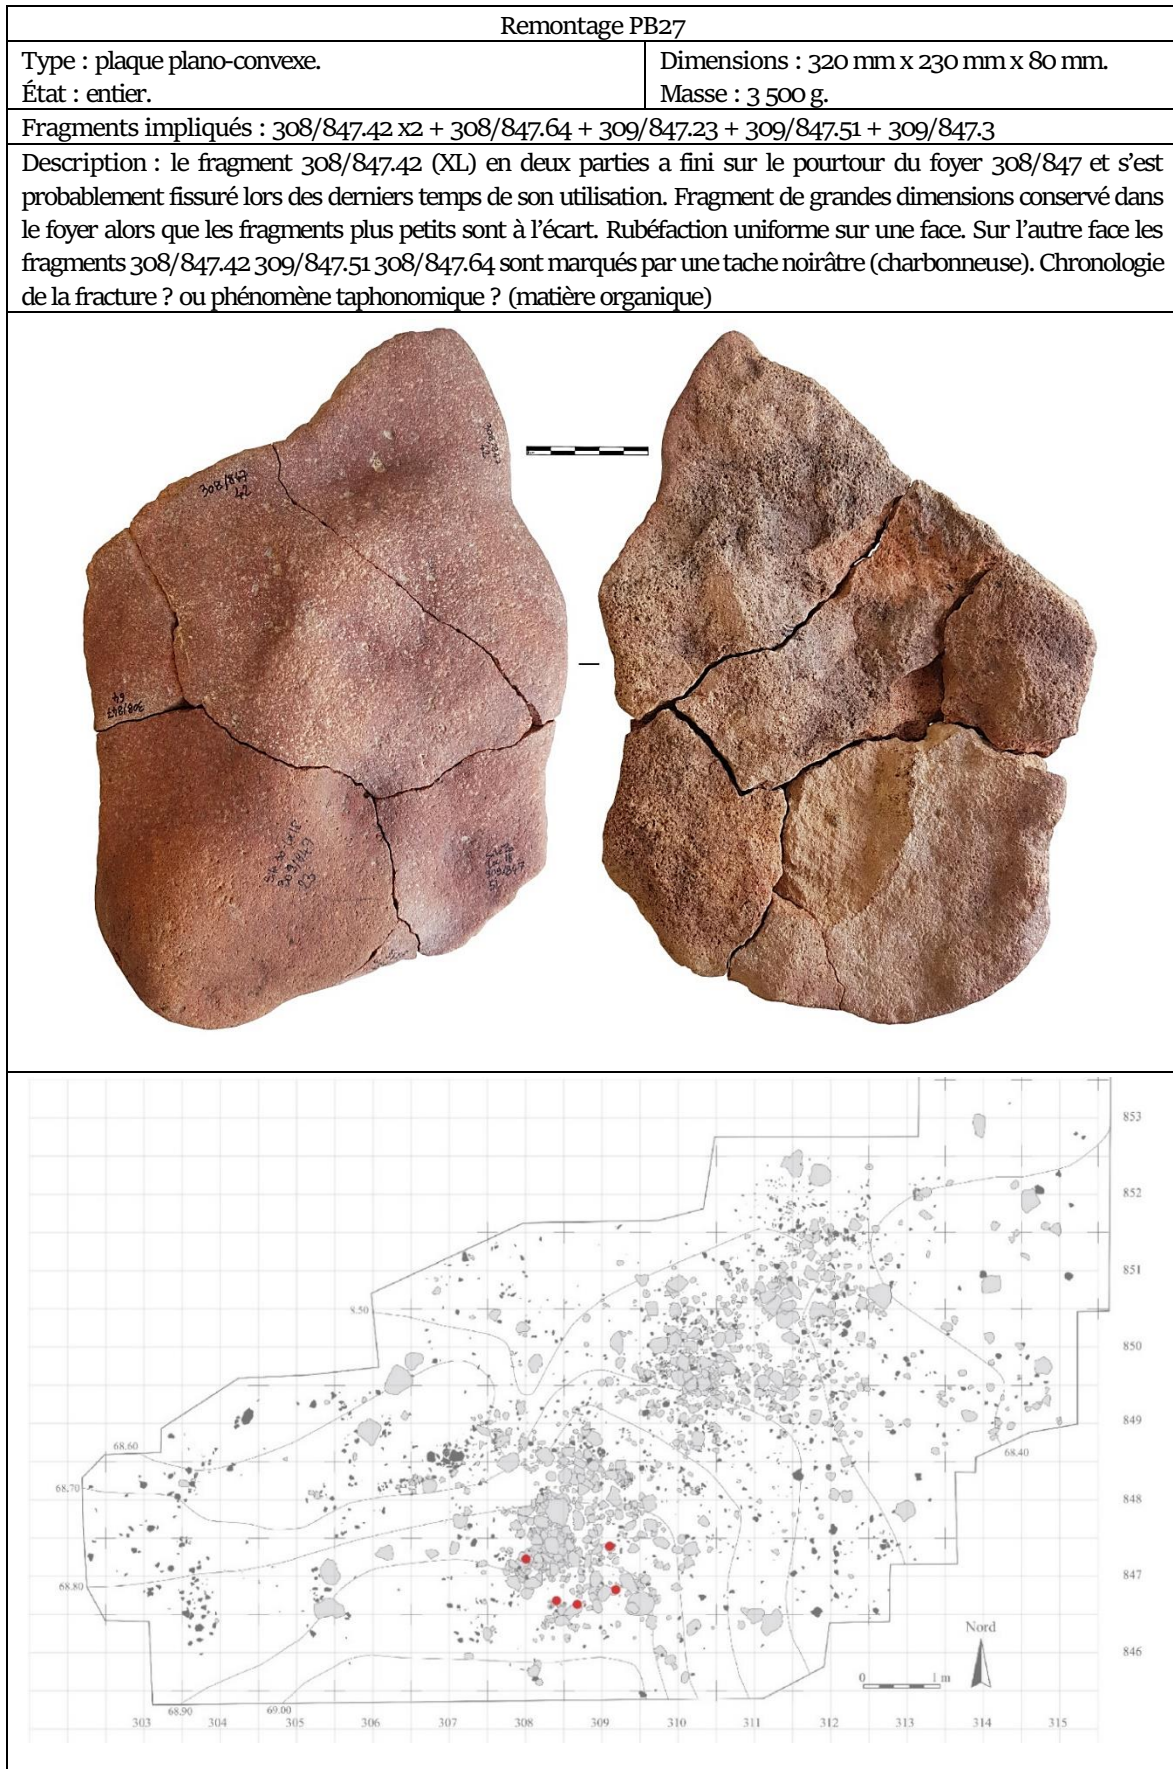 Remontage PB27
Type : plaque plano-convexe.
État : entier.
Dimensions : 320 mm x 230 mm x 80 mm.
Masse : 3 500 g.
Fragments impliqués : 308/847.42 x2 + 308/847.64 + 309/847.23 + 309/847.51 + 309/847.3
Description : le fragment 308/847.42 (XL) en deux parties a fini sur le pourtour du foyer 308/847 et s'est
probablement fissuré lors des derniers temps de son utilisation. Fragment de grandes dimensions conservé dans
le foyer alors que les fragments plus petits sont à l'écart. Rubéfaction uniforme sur une face. Sur l'autre face les
fragments 308/847.42 309/847.51 308/847.64 sont marqués par une tache noirâtre (charbonneuse). Chronologie
de la fracture ? ou phénomène taphonomique ? (matière organique)
308/847
42
308/847
64
309/847
23
853
852
851
8.50
850
849
68.60
68.40
68.70
848
68.80
847
Nord
846
0 1 m
68.90 69.00
303 304 305 306 307 308 309 310 311 312 313 314 315